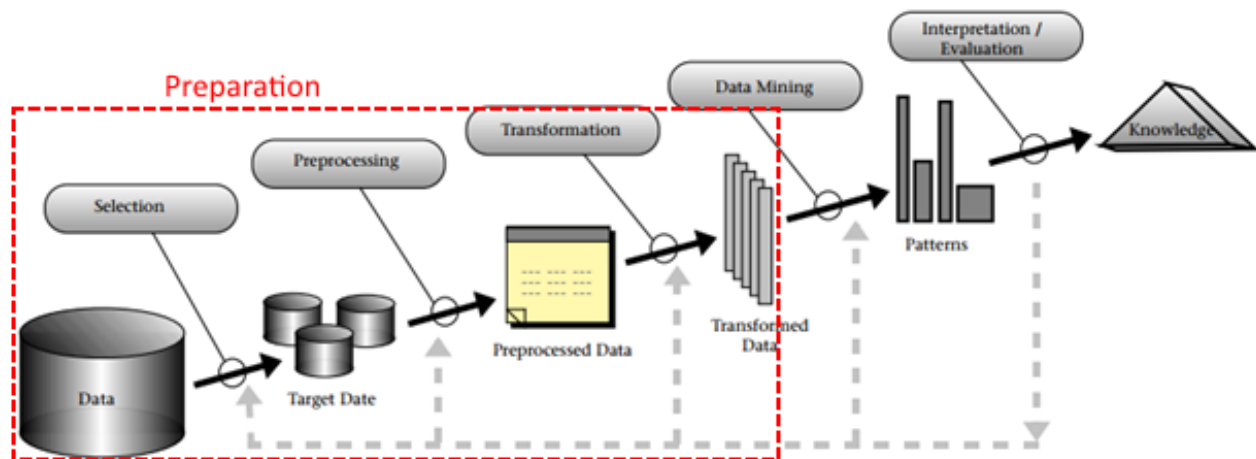 Interpretation /
Evaluation
Preparation
Data Mining
Transformation
Knowledge
Preprocessing
Selection
Patterns
Transformed
Data
Preprocessed Data
Target Date
Data